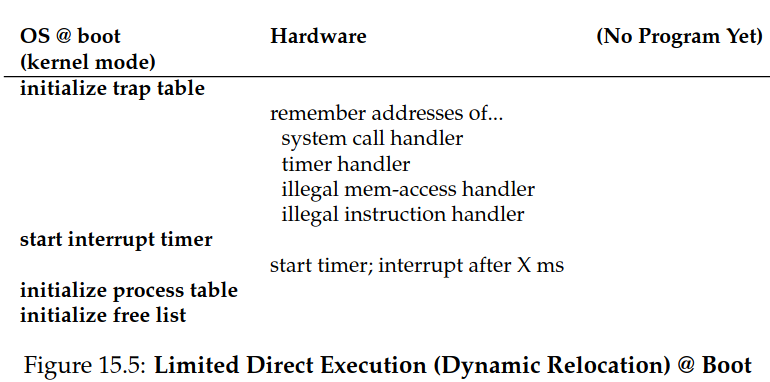 OS @ boot Hardware (No Program Yet)
(kernel mode)
initialize trap table
remember addresses of...
system call handler
timer handler
illegal mem-access handler
illegal instruction handler
start interrupt timer
start timer; interrupt after X ms
initialize process table
initialize free list
Figure 15.5: Limited Direct Execution (Dynamic Relocation) @ Boot